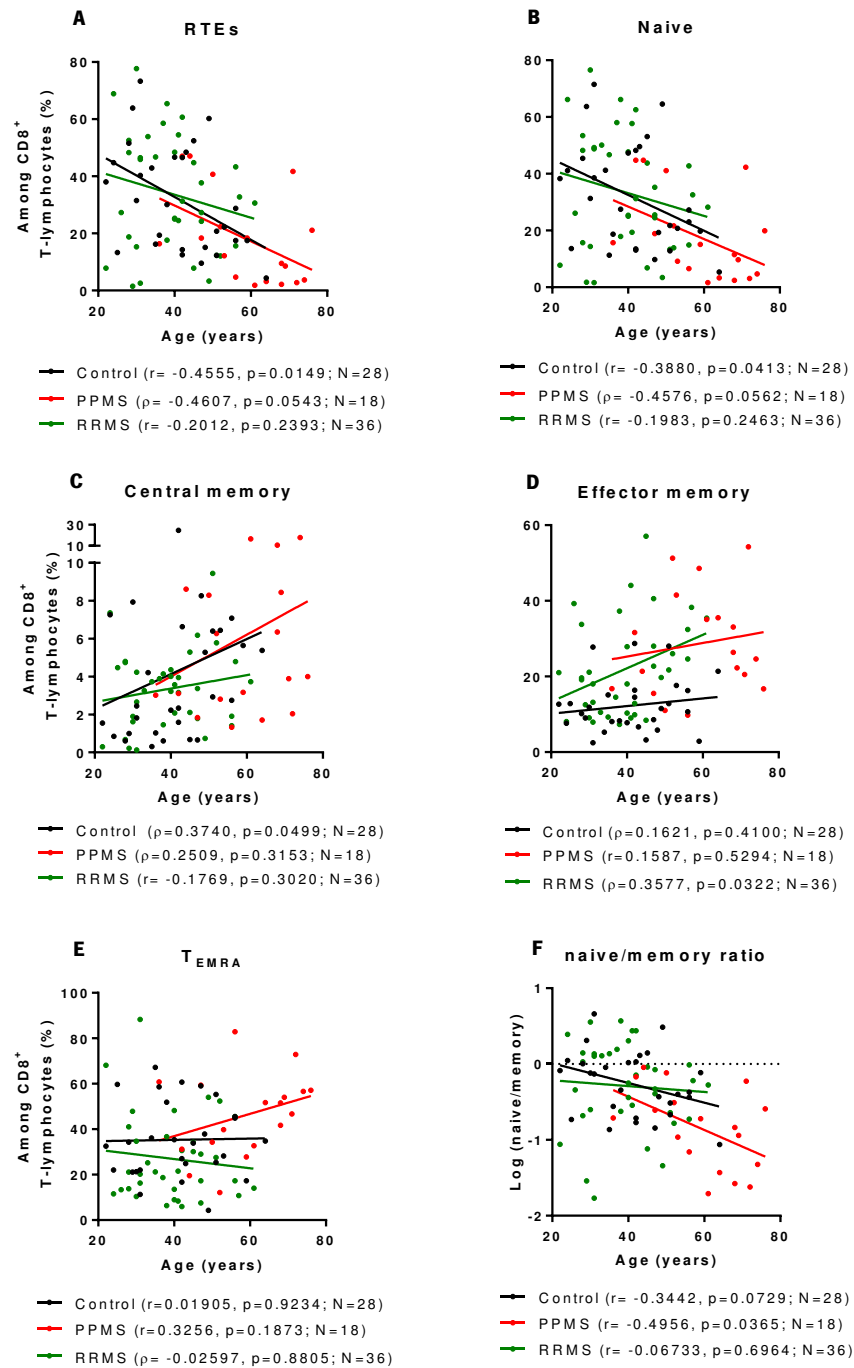 A
RTEs
Among CD8+
T-lymphocytes (%)
80
60
40
20
0
20 40 60 80
Age (years)
Control (r= -0.4555, p=0.0149; N=28)
PPMS (ρ= -0.4607, p=0.0543; N=18)
RRMS (r= -0.2012, p=0.2393; N=36)
B
Naive
80
60
40
20
0
20 40 60 80
Age (years)
Control (r= -0.3880, p=0.0413; N=28)
PPMS (ρ= -0.4576, p=0.0562; N=18)
RRMS (r= -0.1983, p=0.2463; N=36)
C
Central memory
Among CD8+
T-lymphocytes (%)
30
10
10
8
6
4
2
0
20 40 60 80
Age (years)
Control (ρ=0.3740, p=0.0499; N=28)
PPMS (ρ=0.2509, p=0.3153; N=18)
RRMS (r= -0.1769, p=0.3020; N=36)
D
Effector memory
60
40
20
0
20 40 60 80
Age (years)
Control (ρ=0.1621, p=0.4100; N=28)
PPMS (r=0.1587, p=0.5294; N=18)
RRMS (ρ=0.3577, p=0.0322; N=36)
E
TEMRA
Among CD8+
T-lymphocytes (%)
100
80
60
40
20
0
20 40 60 80
Age (years)
Control (r=0.01905, p=0.9234; N=28)
PPMS (r=0.3256, p=0.1873; N=18)
RRMS (ρ= -0.02597, p=0.8805; N=36)
F
naive/memory ratio
Log (naive/memory)
1
0
-1
-2
20 40 60 80
Age (years)
Control (r= -0.3442, p=0.0729; N=28)
PPMS (r= -0.4956, p=0.0365; N=18)
RRMS (r= -0.06733, p=0.6964; N=36)